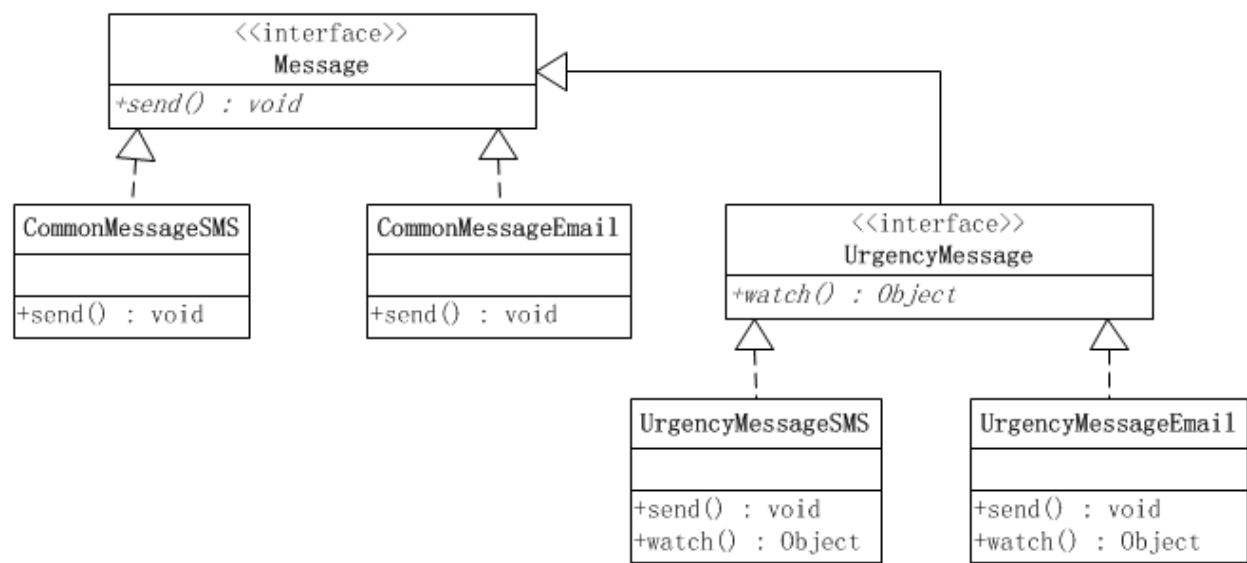 <<interface>>
Message
+send() : void
CommonMessageSMS
+send() : void
CommonMessageEmail
+send() : void
<<interface>>
UrgencyMessage
+watch() : Object
UrgencyMessageSMS
+send() : void
+watch() : Object
UrgencyMessageEmail
+send() : void
+watch() : Object